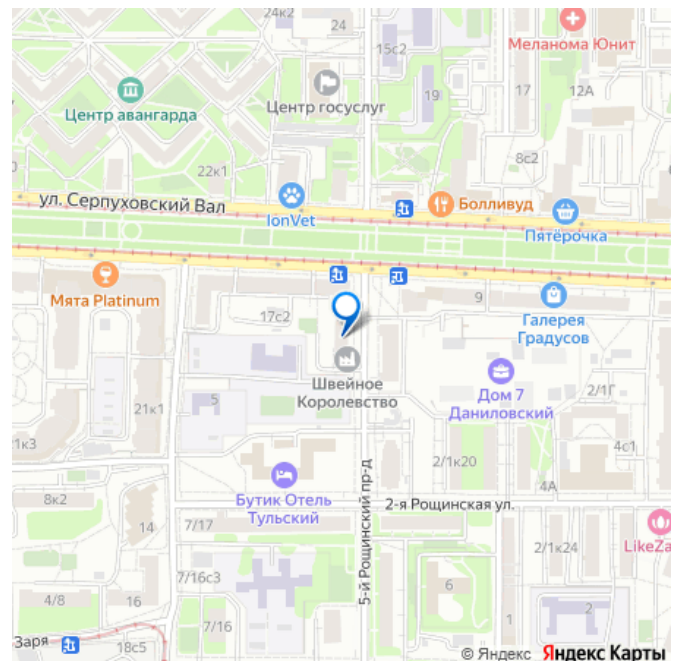 24к2
24
15с2
Меланома Юнит
Центр авангарда
Центр госуслуг
19
17
12А
8с2
22к1
ул. Серпуховский Вал
IonVet
Болливуд
Пятёрочка
Мята Platinum
17с2
9
Галерея
Градусов
Швейное
Королевство
Дом 7
Даниловский
2/1Г
21к1
5
4с1
21к3
2/1к20
4А
8к2
Бутик Отель
Тульский
5-й Рощинский пр-д
2-я Рощинская ул.
14
7/17
2/1к24
LikeZa
7/16с3
4/8
16
6
1
2
7/16
Заря
18с5
© Яндекс Яндекс Карты